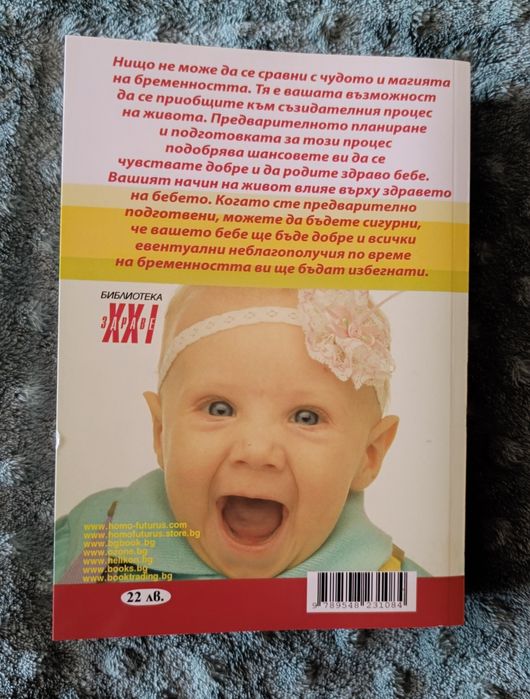 Нищо не може да се сравни с чудото и магията
на бременността. Тя е вашата възможност
да се приобщите към съзидателния процес
на живота. Предварителното планиране
и подготовката за този процес
подобрява шансовете ви да се
чувствате добре и да родите здраво бебе.
Вашият начин на живот влияе върху здравето
на бебето. Когато сте предварително
подготвени, можете да бъдете сигурни,
че вашето бебе ще бъде добре и всички
евентуални неблагополучия по време
на бременността ви ще бъдат избегнати.
БИБЛИОТЕКА
ЗДРАВЕ
XXI
www.homo-futurus.com
www.homofuturus.store.bg
www.bgbook.bg
www.ozone.bg
www.helikon.bg
www.books.bg
www.booktrading.bg
22 лв.
9 789548 231084